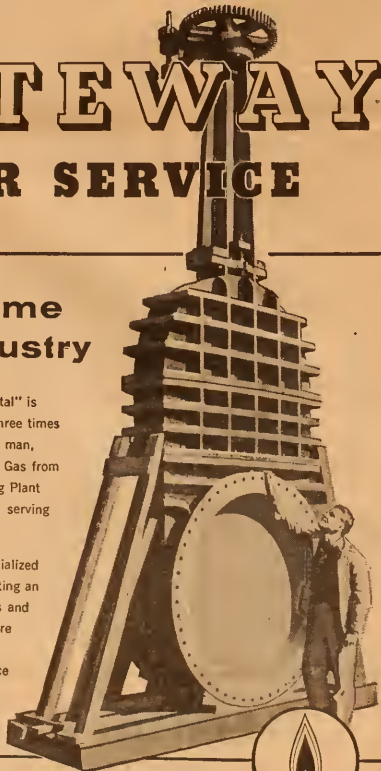 TEWAY
R SERVICE
me
ustry
tal" is
hree times
man,
Gas from
g Plant
serving
ialized
ting an
s and
re
ce